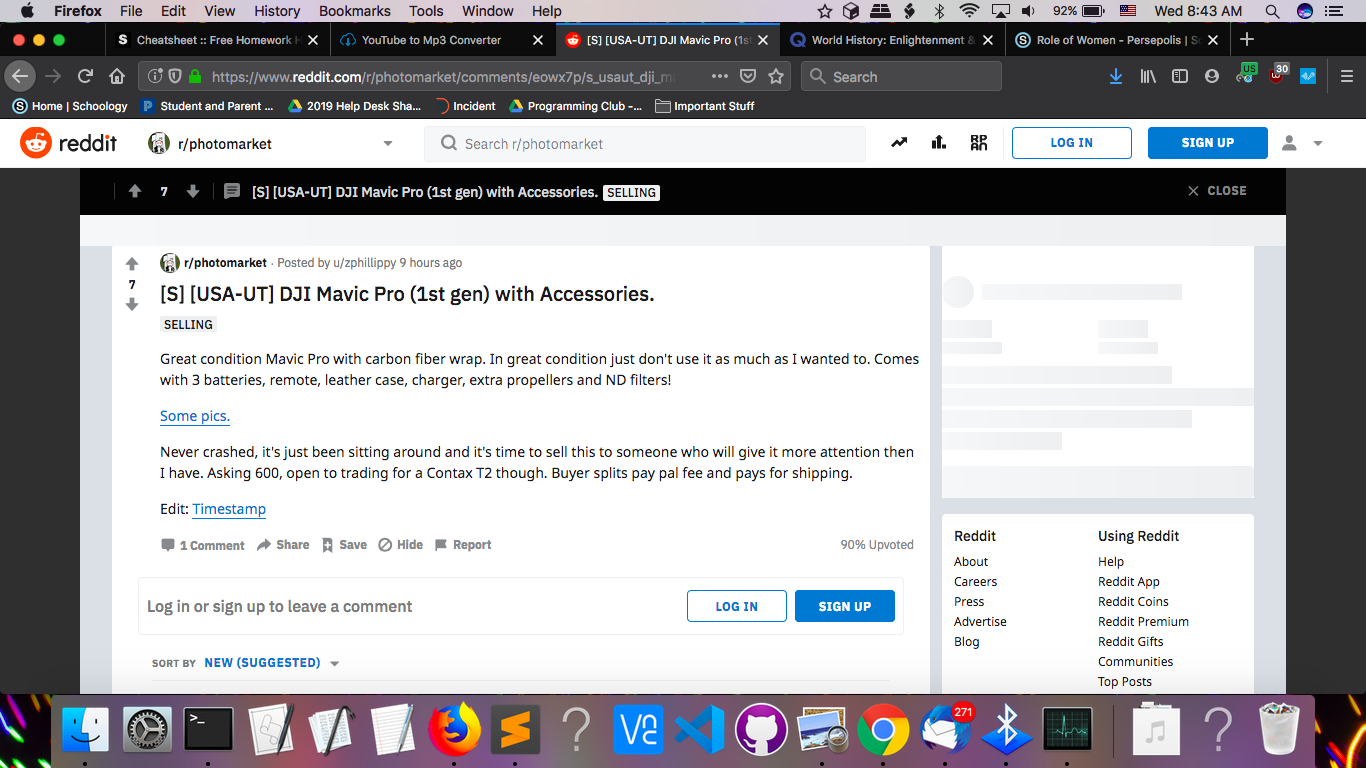 Firefox File Edit View History Bookmarks Tools Window Help 92% Wed 8:43 AM
Cheatsheet :: Free Homework H YouTube to Mp3 Converter [S] [USA-UT] DJI Mavic Pro (1st World History: Enlightenment & Role of Women - Persepolis | Sc
https://www.reddit.com/r/photomarket/comments/eowx7p/s_usaut_dji_m Search US 30
Home | Schoology Student and Parent ... 2019 Help Desk Sha... Incident Programming Club -... Important Stuff
reddit r/photomarket Search r/photomarket LOG IN SIGN UP
7 [S] [USA-UT] DJI Mavic Pro (1st gen) with Accessories. SELLING CLOSE
r/photomarket · Posted by u/zphillippy 9 hours ago
7
[S] [USA-UT] DJI Mavic Pro (1st gen) with Accessories.
SELLING
Great condition Mavic Pro with carbon fiber wrap. In great condition just don't use it as much as I wanted to. Comes
with 3 batteries, remote, leather case, charger, extra propellers and ND filters!
Some pics.
Never crashed, it's just been sitting around and it's time to sell this to someone who will give it more attention then
I have. Asking 600, open to trading for a Contax T2 though. Buyer splits pay pal fee and pays for shipping.
Edit: Timestamp
1 Comment Share Save Hide Report 90% Upvoted
Log in or sign up to leave a comment LOG IN SIGN UP
SORT BY NEW (SUGGESTED)
Reddit Using Reddit
About Help
Careers Reddit App
Press Reddit Coins
Advertise Reddit Premium
Blog Reddit Gifts
Communities
Top Posts
271